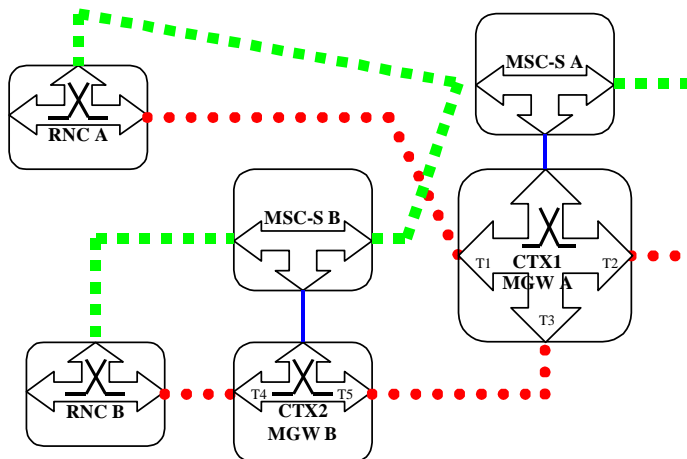 MSC-S A
RNC A
MSC-S B
T1
CTX1
T2
MGW A
T3
RNC B
T4
CTX2
T5
MGW B